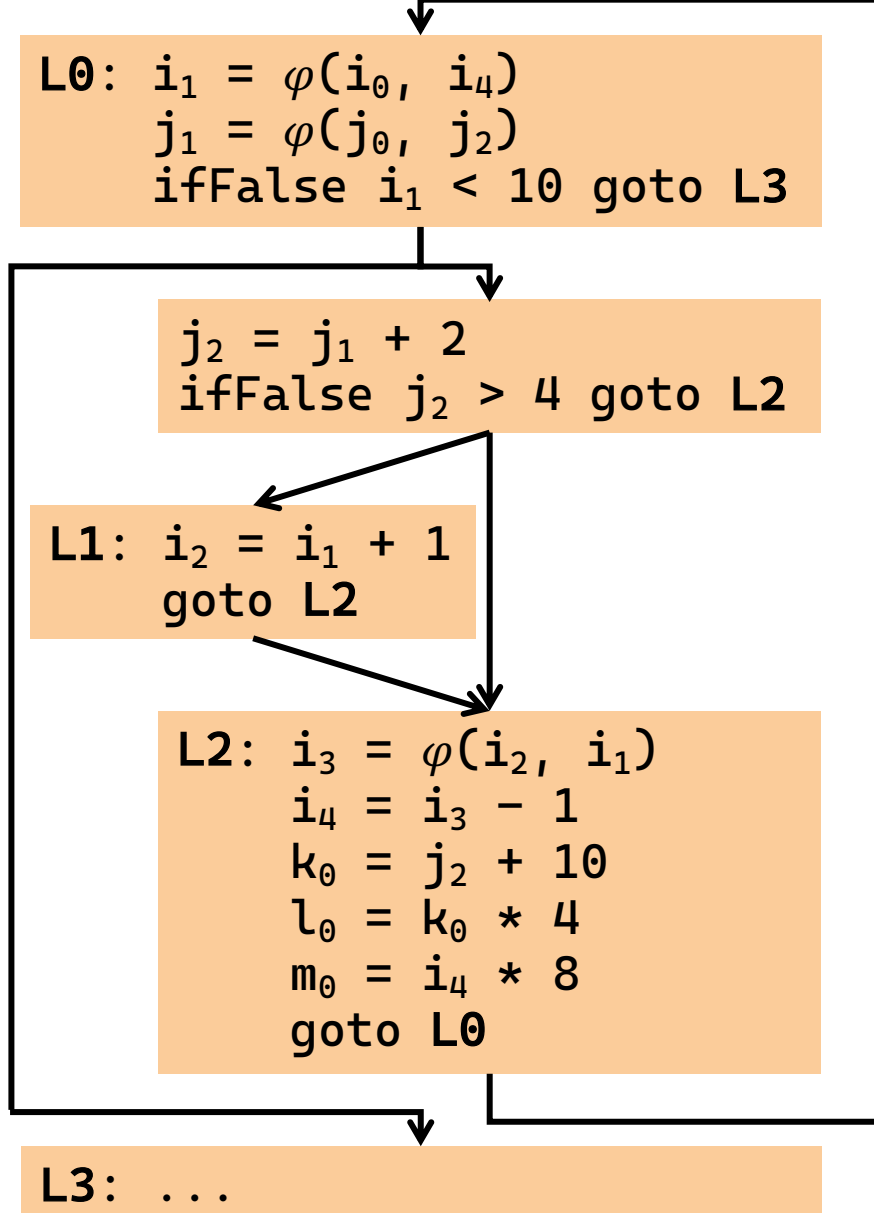 L0: i₁ = φ(i₀, i₄)
j₁ = φ(j₀, j₂)
ifFalse i₁ < 10 goto L3
j₂ = j₁ + 2
ifFalse j₂ > 4 goto L2
L1: i₂ = i₁ + 1
goto L2
L2: i₃ = φ(i₂, i₁)
i₄ = i₃ − 1
k₀ = j₂ + 10
l₀ = k₀ * 4
m₀ = i₄ * 8
goto L0
L3: ...